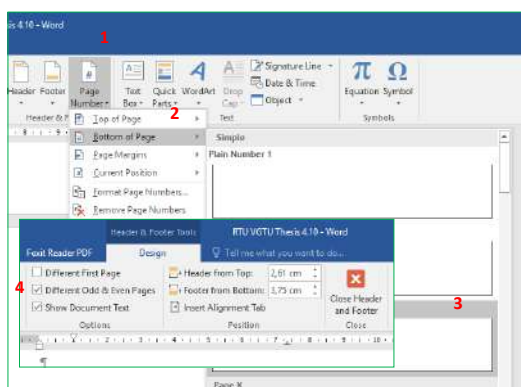 is 4.10 - Word
1
Header Footer Page Number Text Box Quick Parts WordArt Drop Cap Signature Line Date & Time Object Equation Symbol
Header & F Text Symbols
2
Top of Page
Bottom of Page
Page Margins
Current Position
Format Page Numbers...
Remove Page Numbers
Simple
Plain Number 1
Header & Footer Tools RTU VGTU Thesis 4.10 - Word
Foxit Reader PDF Design Tell me what you want to do...
Different First Page Header from Top: 2,61 cm
4 Different Odd & Even Pages Footer from Bottom: 3,75 cm
Show Document Text Insert Alignment Tab
Close Header and Footer
Options Position Close
3
Page X